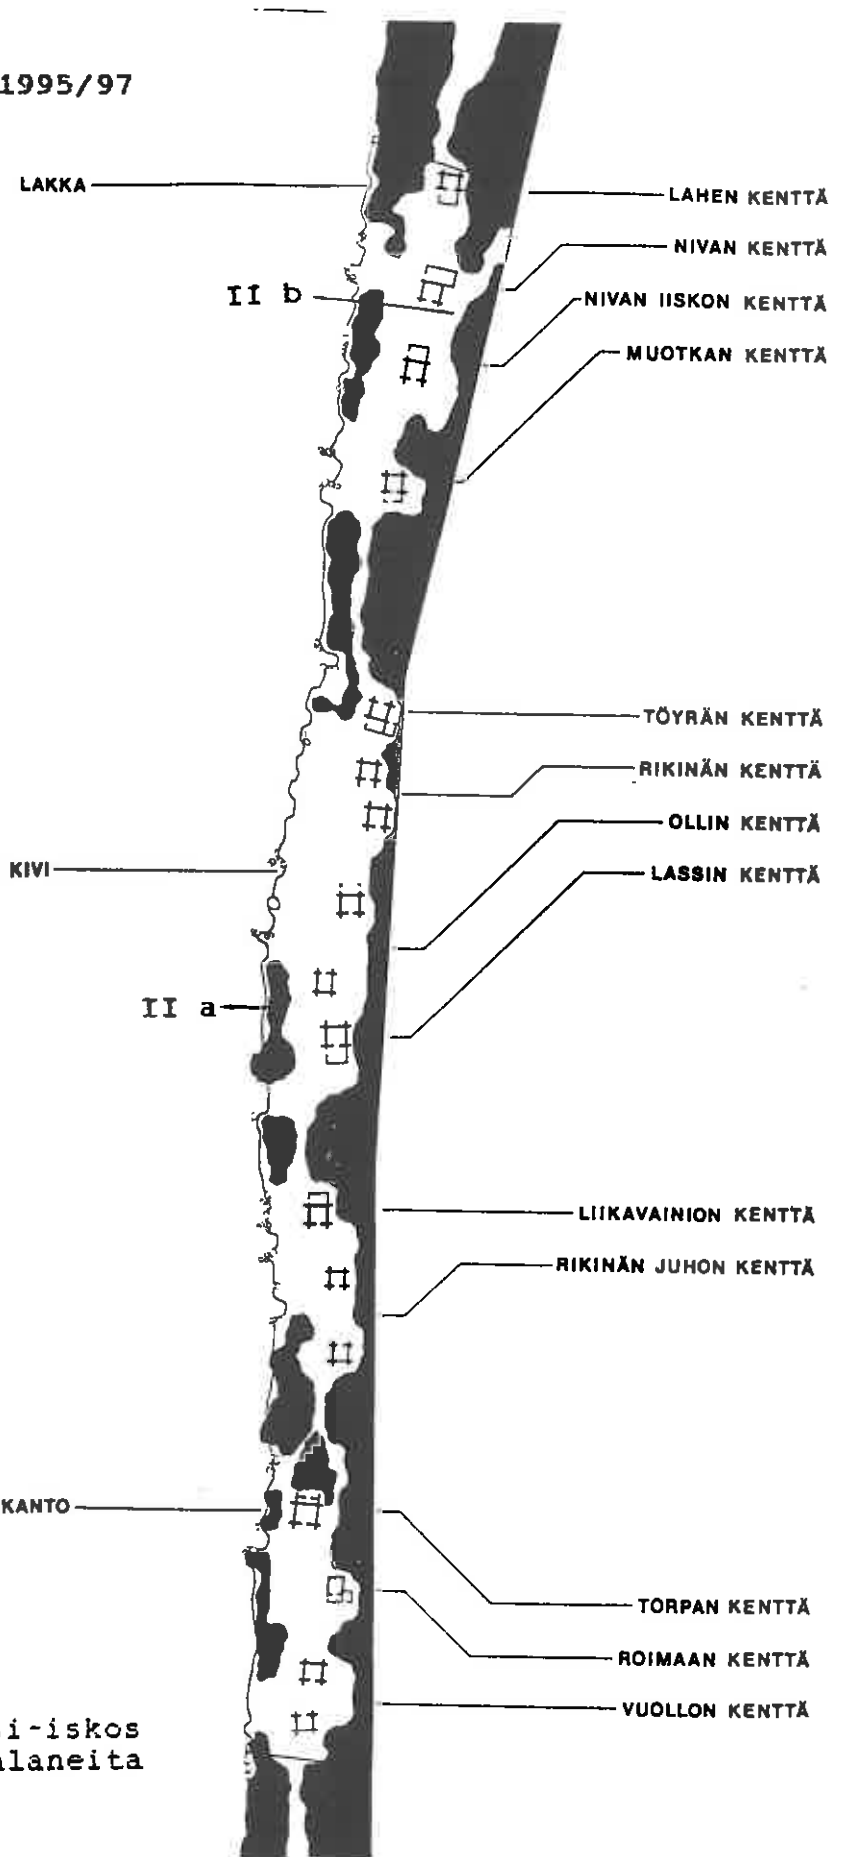 1995/97
LAKKA
LAHEN KENTTÄ
NIVAN KENTTÄ
II b
NIVAN IISKON KENTTÄ
MUOTKAN KENTTÄ
TÖYRÄN KENTTÄ
RIKINÄN KENTTÄ
OLLIN KENTTÄ
KIVI
LASSIN KENTTÄ
II a
LIIKAVAINION KENTTÄ
RIKINÄN JUHON KENTTÄ
KANTO
TORPAN KENTTÄ
ROIMAAN KENTTÄ
VUOLLON KENTTÄ
i-iskos
laneita